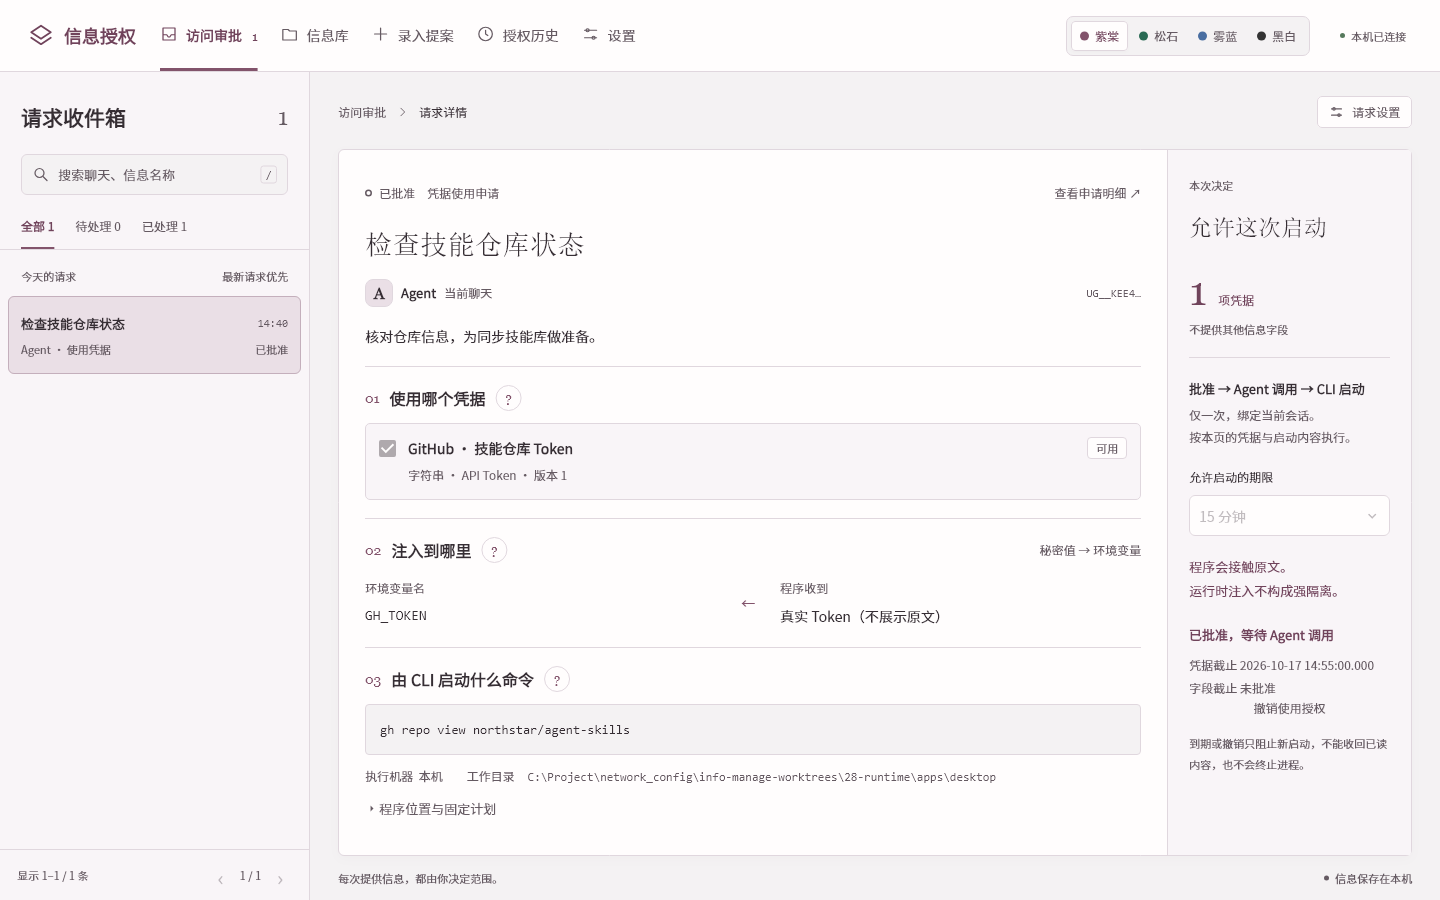 信息授权
访问审批 1
信息库
录入提案
授权历史
设置
紫棠
松石
雾蓝
黑白
本机已连接
请求收件箱 1
搜索聊天、信息名称 /
全部 1 待处理 0 已处理 1
今天的请求 最新请求优先
检查技能仓库状态 14:40
Agent · 使用凭据 已批准
显示 1–1 / 1 条 ‹ 1 / 1 ›
访问审批 > 请求详情
请求设置
已批准 凭据使用申请 查看申请明细 ↗
检查技能仓库状态
A Agent 当前聊天 UG__KEE4…
核对仓库信息，为同步技能库做准备。
01 使用哪个凭据 ?
GitHub · 技能仓库 Token 可用
字符串 · API Token · 版本 1
02 注入到哪里 ? 秘密值 → 环境变量
环境变量名 程序收到
GH_TOKEN ← 真实 Token（不展示原文）
03 由 CLI 启动什么命令 ?
gh repo view northstar/agent-skills
执行机器 本机 工作目录 C:\Project\network_config\info-manage-worktrees\28-runtime\apps\desktop
程序位置与固定计划
本次决定
允许这次启动
1 项凭据
不提供其他信息字段
批准 → Agent 调用 → CLI 启动
仅一次，绑定当前会话。
按本页的凭据与启动内容执行。
允许启动的期限
15 分钟
程序会接触原文。
运行时注入不构成强隔离。
已批准，等待 Agent 调用
凭据截止 2026-10-17 14:55:00.000
字段截止 未批准
撤销使用授权
到期或撤销只阻止新启动，不能收回已读
内容，也不会终止进程。
每次提供信息，都由你决定范围。
信息保存在本机